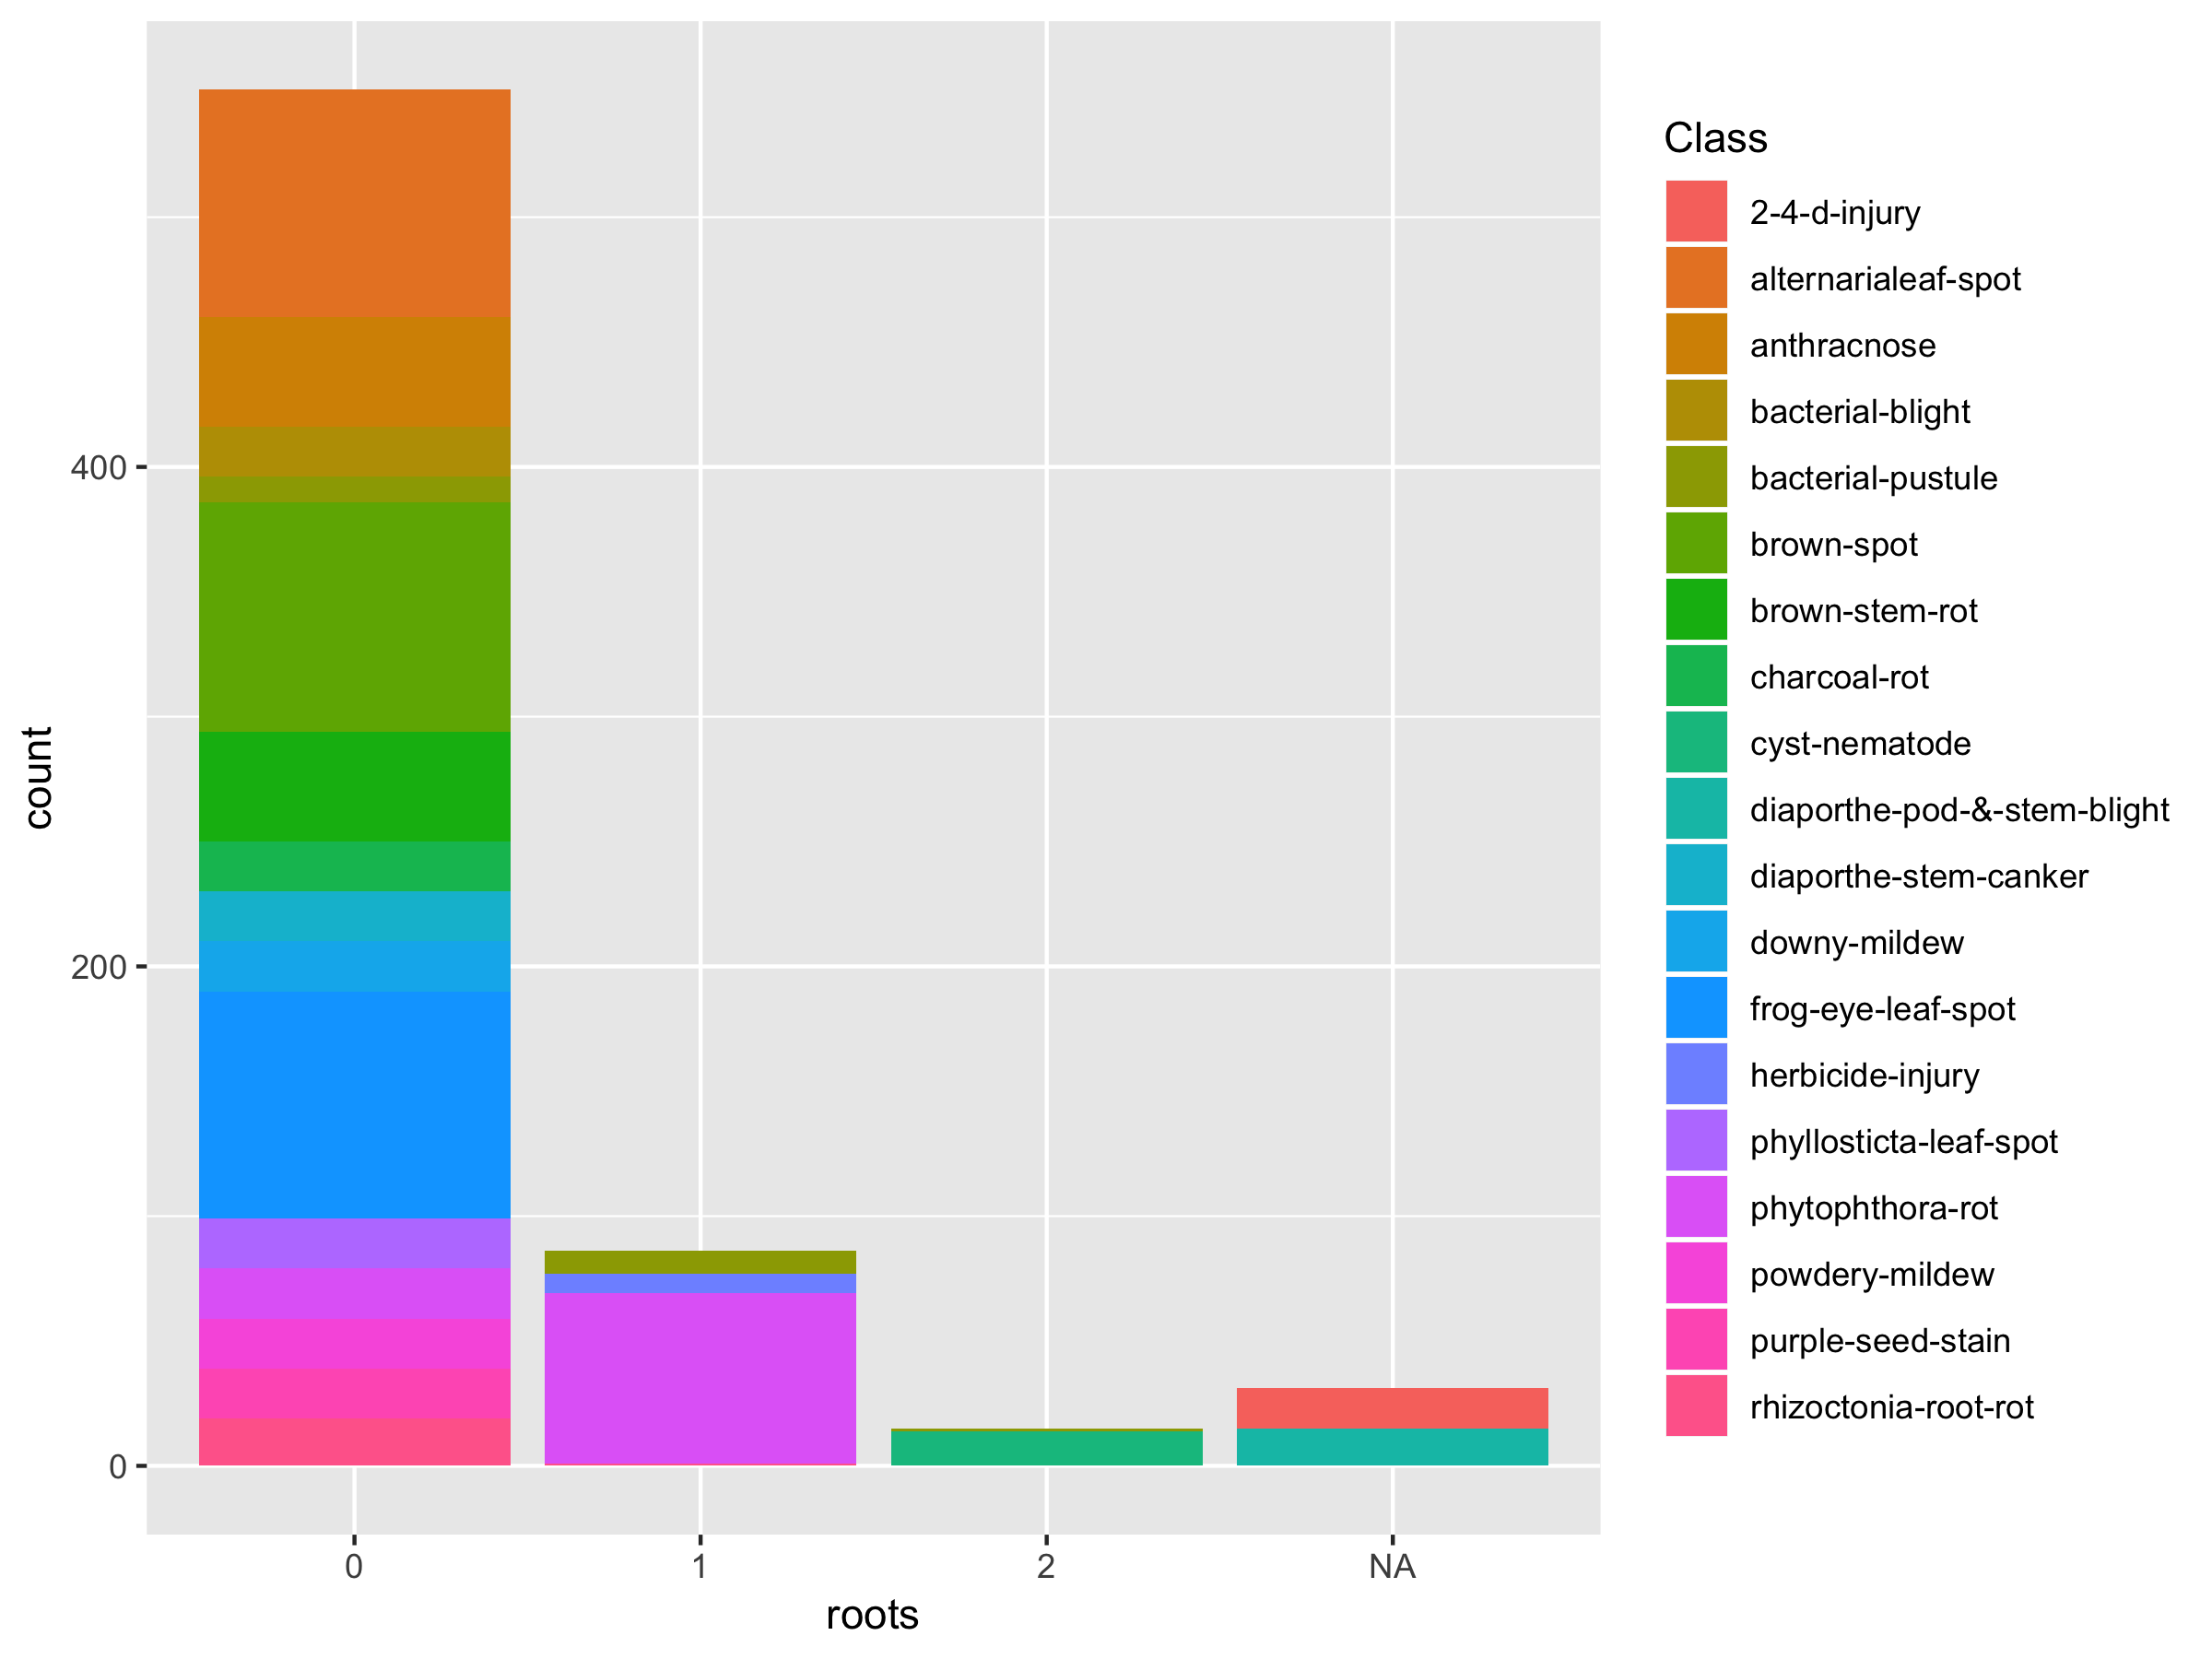 count
400
200
0
0
1
2
NA
roots
Class
2-4-d-injury
alternarialeaf-spot
anthracnose
bacterial-blight
bacterial-pustule
brown-spot
brown-stem-rot
charcoal-rot
cyst-nematode
diaporthe-pod-&-stem-blight
diaporthe-stem-canker
downy-mildew
frog-eye-leaf-spot
herbicide-injury
phyllosticta-leaf-spot
phytophthora-rot
powdery-mildew
purple-seed-stain
rhizoctonia-root-rot